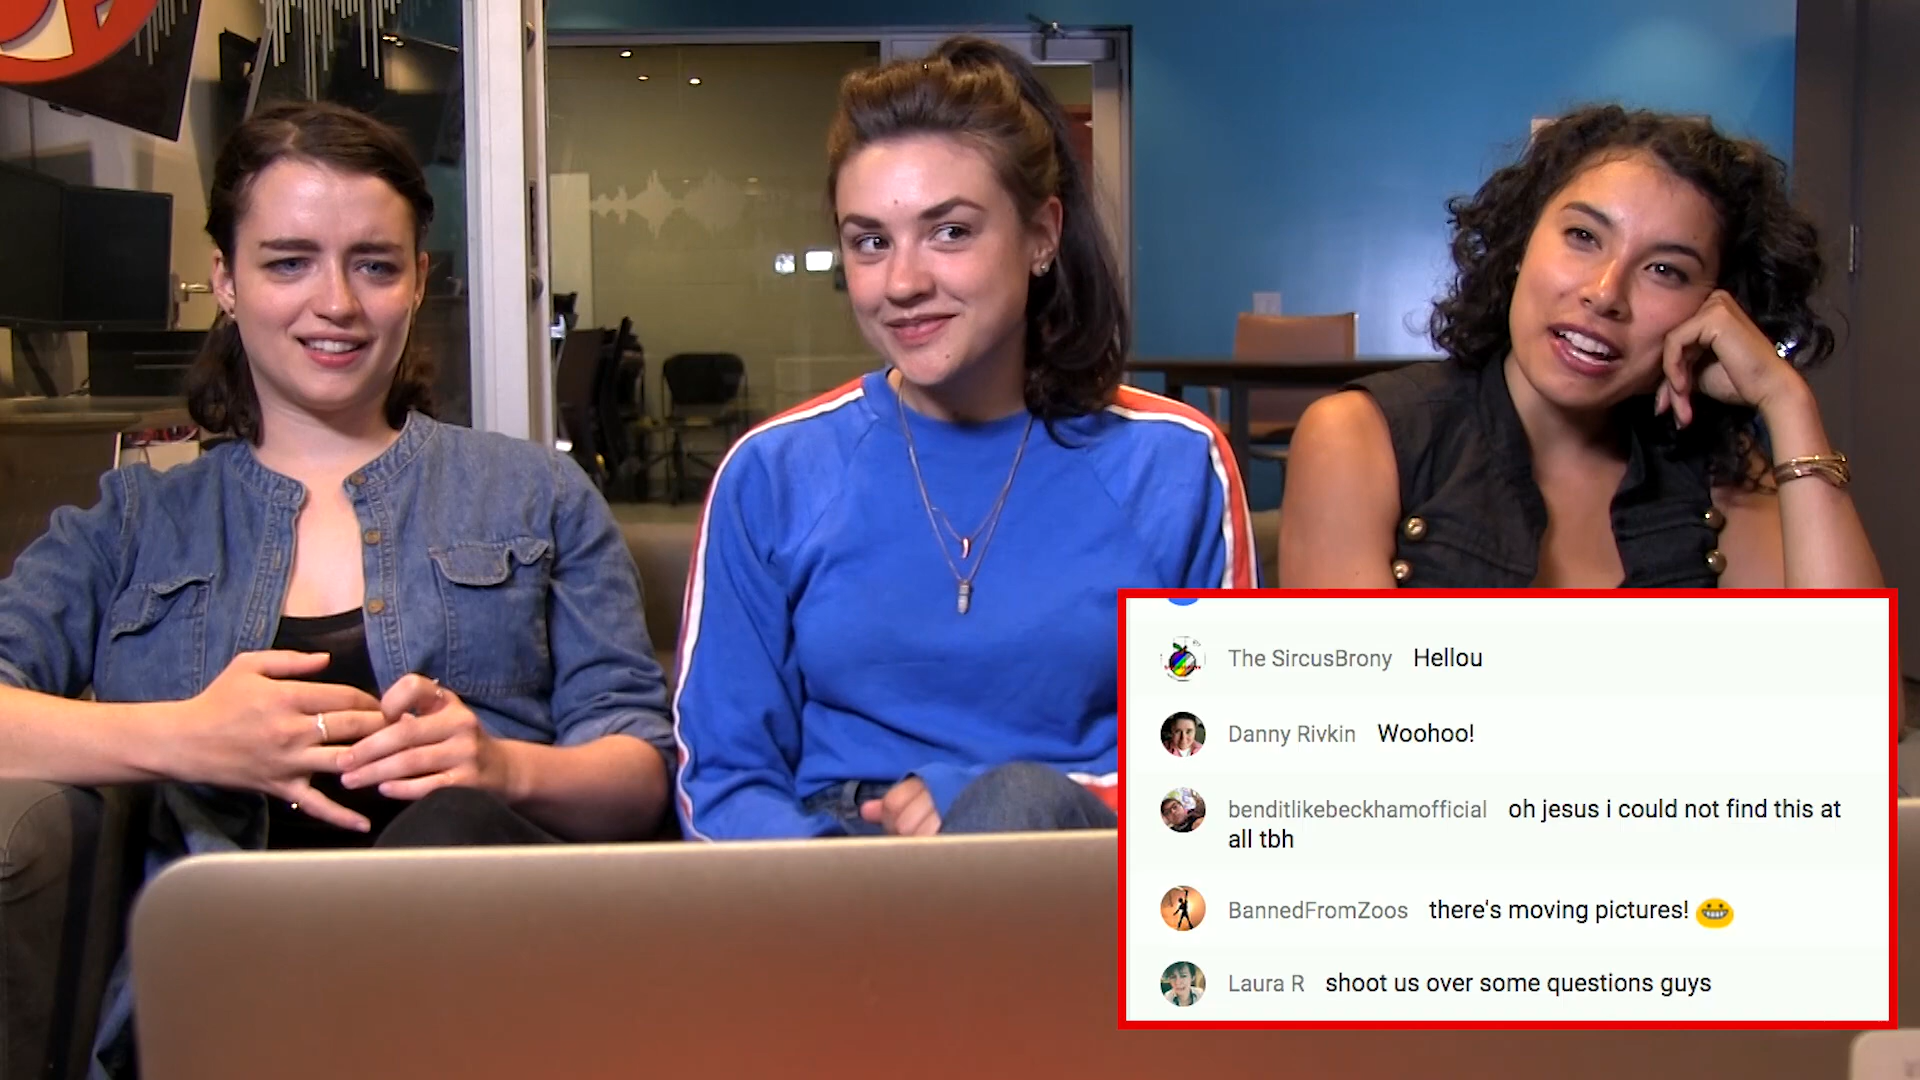 The SircusBrony Hellou
Danny Rivkin Woohoo!
benditlikebeckhamofficial oh jesus i could not find this at
all tbh
BannedFromZoos there's moving pictures! 😀
Laura R shoot us over some questions guys